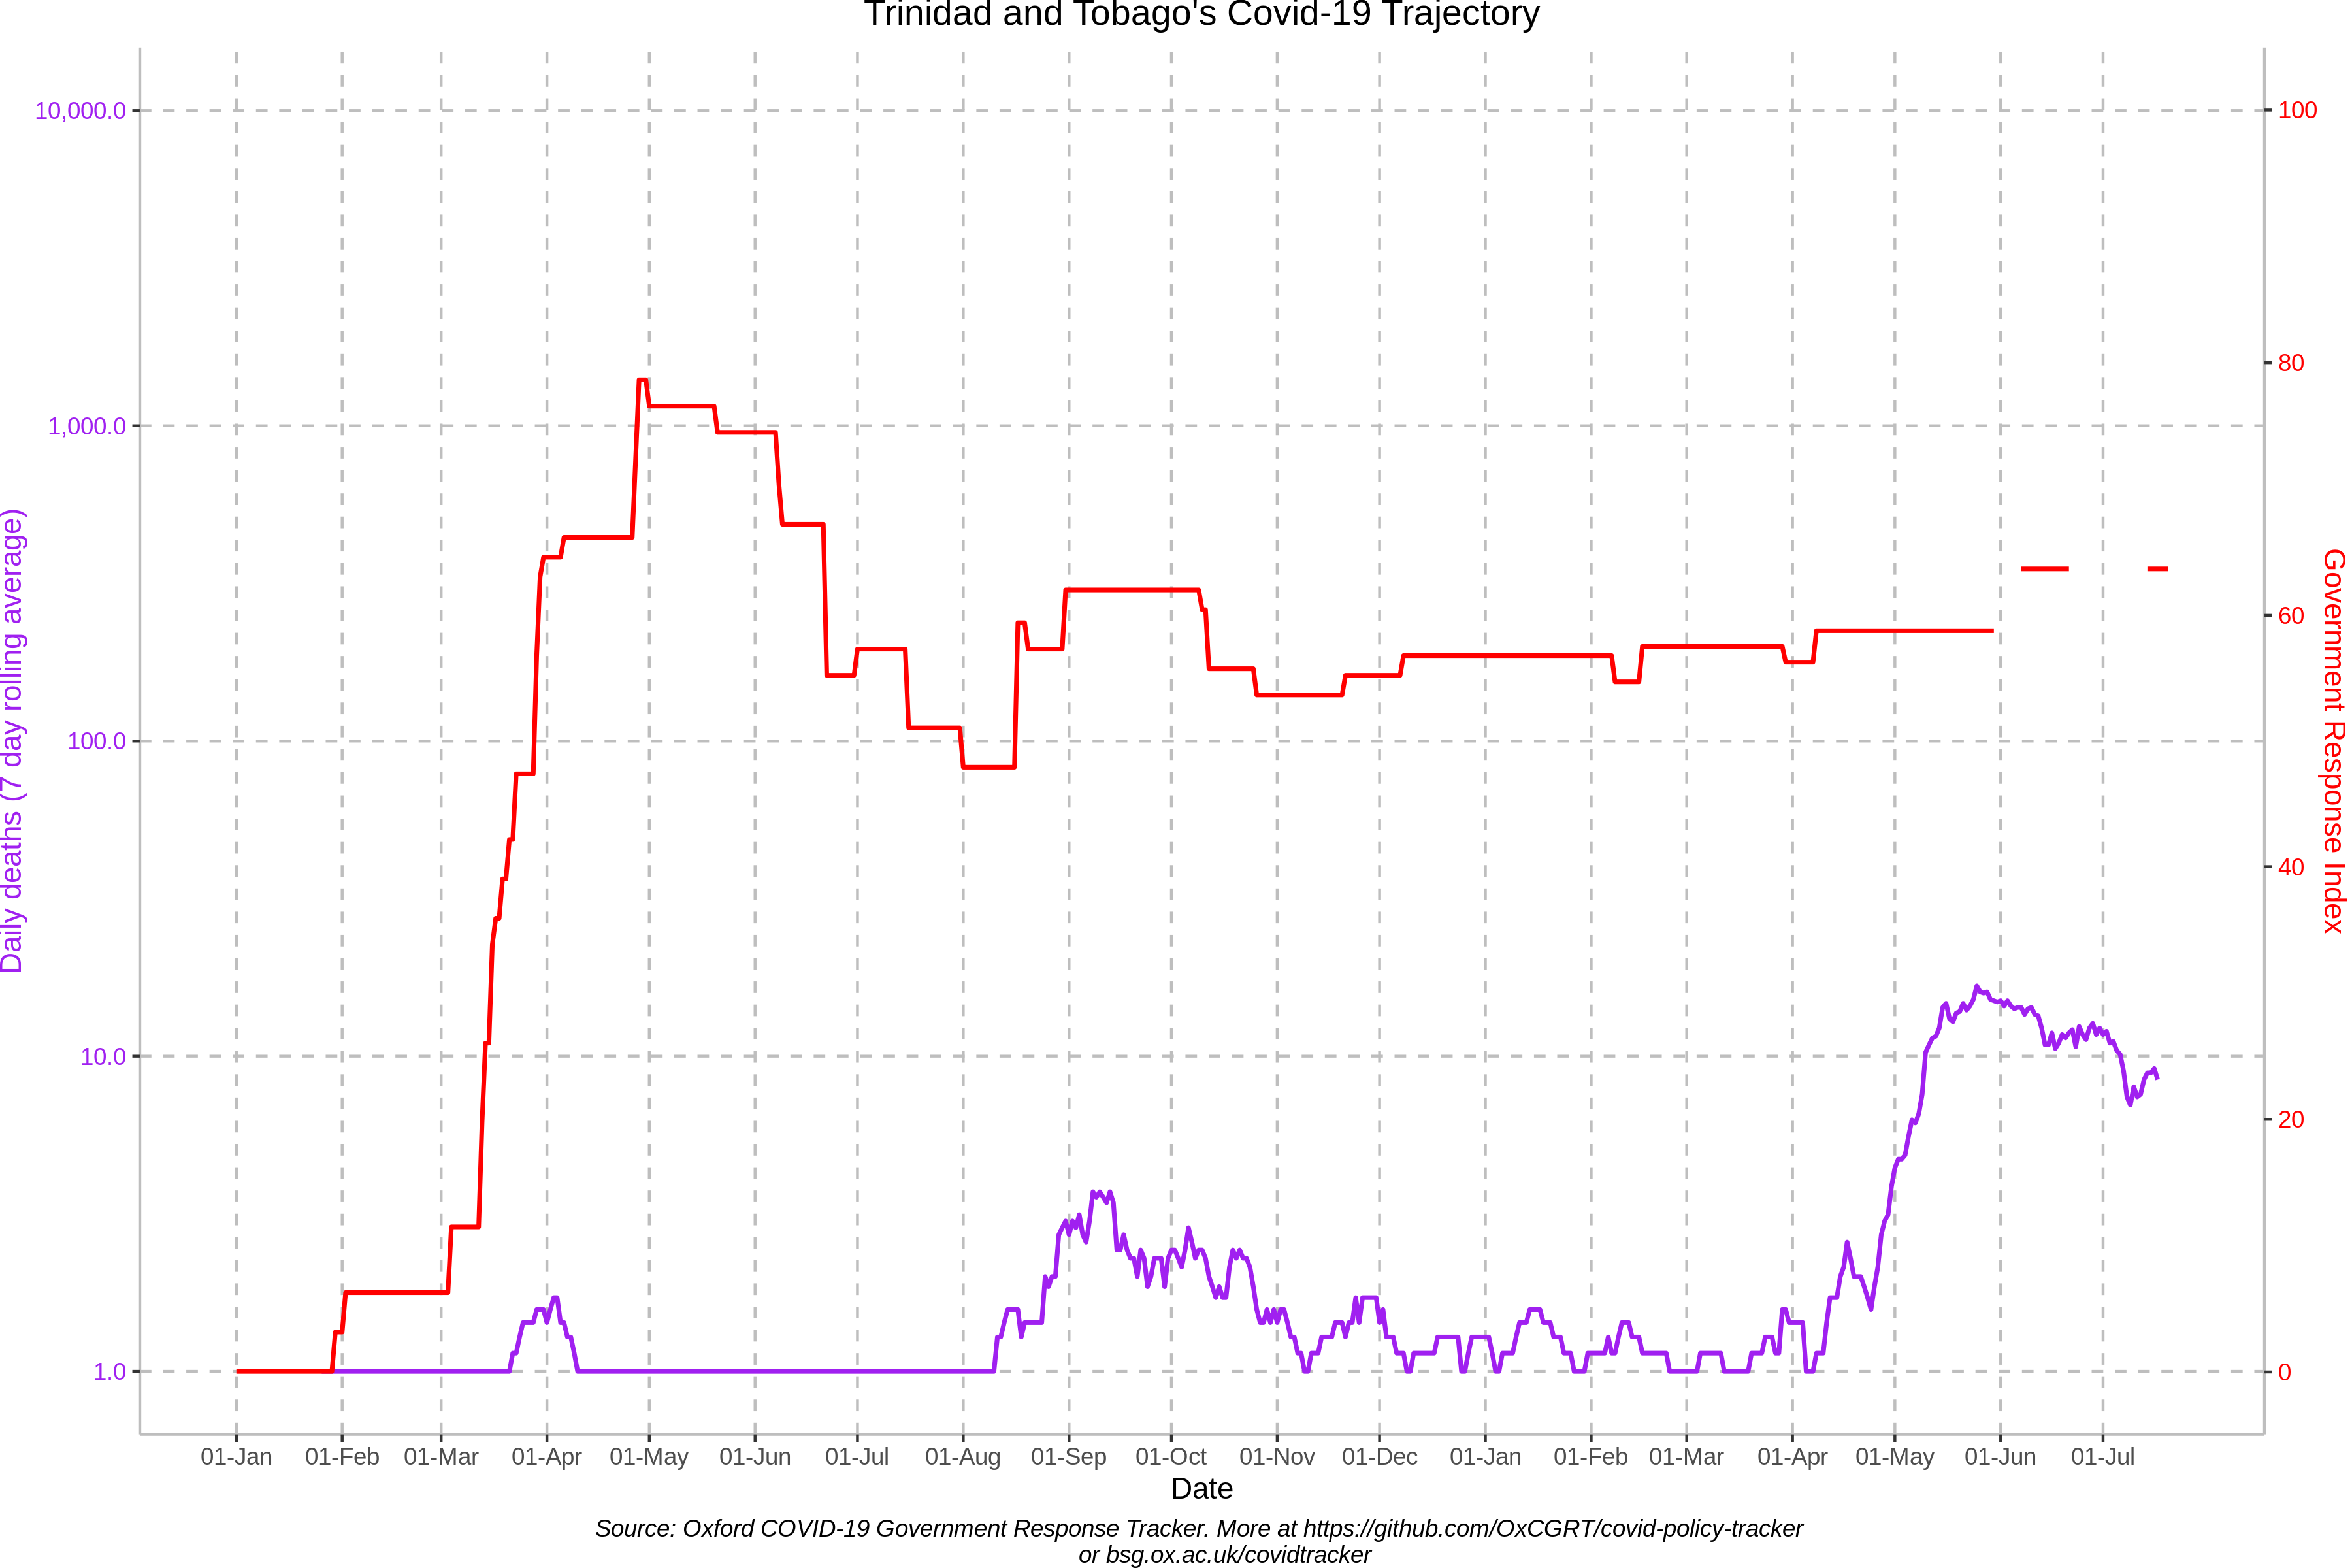 Trinidad and Tobago's Covid-19 Trajectory
10,000.0
1,000.0
100.0
10.0
1.0
Daily deaths (7 day rolling average)
100
80
60
40
20
0
Government Response Index
01-Jan 01-Feb 01-Mar 01-Apr 01-May 01-Jun 01-Jul 01-Aug 01-Sep 01-Oct 01-Nov 01-Dec 01-Jan 01-Feb 01-Mar 01-Apr 01-May 01-Jun 01-Jul
Date
Source: Oxford COVID-19 Government Response Tracker. More at https://github.com/OxCGRT/covid-policy-tracker
or bsg.ox.ac.uk/covidtracker